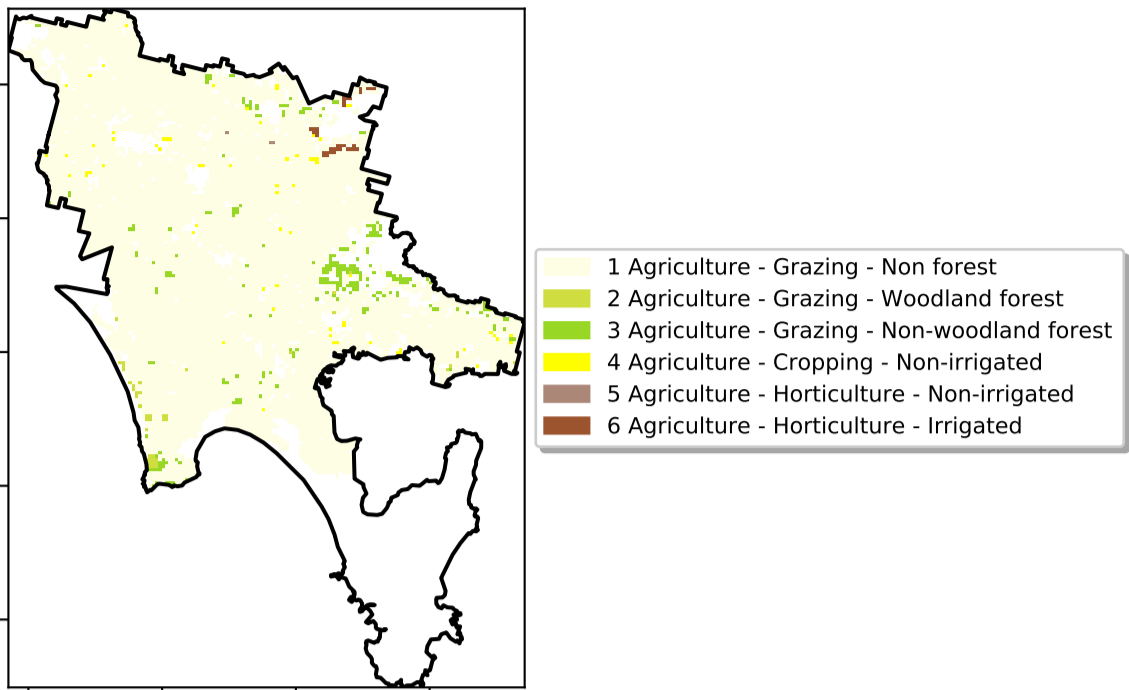 1 Agriculture - Grazing - Non forest
2 Agriculture - Grazing - Woodland forest
3 Agriculture - Grazing - Non-woodland forest
4 Agriculture - Cropping - Non-irrigated
5 Agriculture - Horticulture - Non-irrigated
6 Agriculture - Horticulture - Irrigated